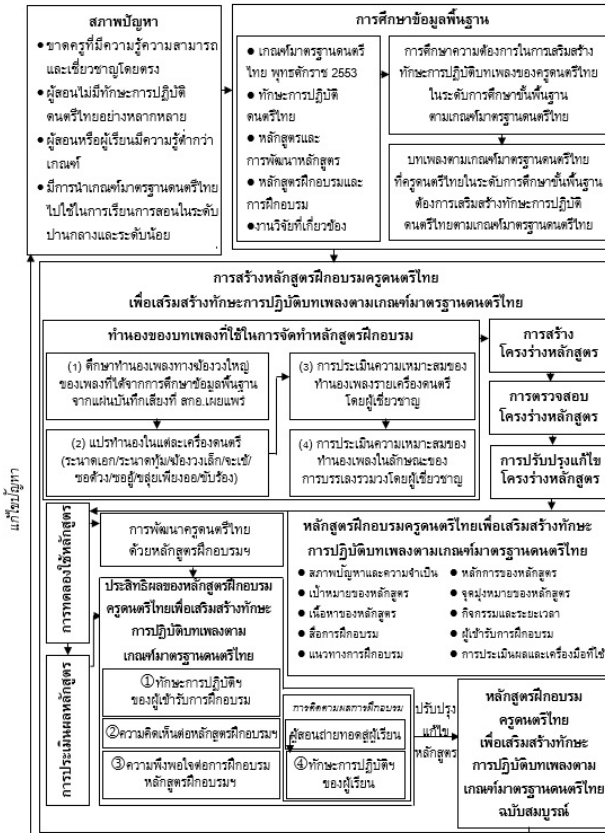 สภาพปัญหา
● ขาดครูที่มีความรู้ความสามารถ
และเชี่ยวชาญโดยตรง
● ผู้สอนไม่มีทักษะการปฏิบัติ
ดนตรีไทยอย่างหลากหลาย
● ผู้สอนหรือผู้เรียนมีความรู้ต่ำกว่า
เกณฑ์
● มีการนำเกณฑ์มาตรฐานดนตรีไทย
ไปใช้ในการเรียนการสอนในระดับ
ปานกลางและระดับน้อย
การศึกษาข้อมูลพื้นฐาน
● เกณฑ์มาตรฐานดนตรี
ไทย พุทธศักราช 2553
● ทักษะการปฏิบัติ
ดนตรีไทย
● หลักสูตรและ
การพัฒนาหลักสูตร
● หลักสูตรฝึกอบรมและ
การฝึกอบรม
●งานวิจัยที่เกี่ยวข้อง
การศึกษาความต้องการในการเสริมสร้าง
ทักษะการปฏิบัติบทเพลงของครูดนตรีไทย
ในระดับการศึกษาขั้นพื้นฐาน
ตามเกณฑ์มาตรฐานดนตรีไทย
บทเพลงตามเกณฑ์มาตรฐานดนตรีไทย
ที่ครูดนตรีไทยในระดับการศึกษาขั้นพื้นฐาน
ต้องการเสริมสร้างทักษะการปฏิบัติ
ดนตรีไทยตามเกณฑ์มาตรฐานดนตรีไทย
การสร้างหลักสูตรฝึกอบรมครูดนตรีไทย
เพื่อเสริมสร้างทักษะการปฏิบัติบทเพลงตามเกณฑ์มาตรฐานดนตรีไทย
ทำนองของบทเพลงที่ใช้ในการจัดทำหลักสูตรฝึกอบรม
(1) ศึกษาทำนองเพลงทางฆ้องวงใหญ่
ของเพลงที่ได้จากการศึกษาข้อมูลพื้นฐาน
จากแผ่นบันทึกเสียงที่ สกอ.เผยแพร่
(2) แปรทำนองในแต่ละเครื่องดนตรี
(ระนาดเอก/ระนาดทุ้ม/ฆ้องวงเล็ก/จะเข้/
ซอด้วง/ซออู้/ขลุ่ยเพียงออ/ขับร้อง)
(3) การประเมินความเหมาะสมของ
ทำนองเพลงรายเครื่องดนตรี
โดยผู้เชี่ยวชาญ
(4) การประเมินความเหมาะสมของ
ทำนองเพลงในลักษณะของ
การบรรเลงรวมวงโดยผู้เชี่ยวชาญ
การสร้าง
โครงร่างหลักสูตร
การตรวจสอบ
โครงร่างหลักสูตร
การปรับปรุงแก้ไข
โครงร่างหลักสูตร
แก้ไขปัญหา
การทดลองใช้หลักสูตร
การพัฒนาครูดนตรีไทย
ด้วยหลักสูตรฝึกอบรมฯ
หลักสูตรฝึกอบรมครูดนตรีไทยเพื่อเสริมสร้างทักษะ
การปฏิบัติบทเพลงตามเกณฑ์มาตรฐานดนตรีไทย
● สภาพปัญหาและความจำเป็น ● หลักการของหลักสูตร
● เป้าหมายของหลักสูตร ● จุดมุ่งหมายของหลักสูตร
● เนื้อหาของหลักสูตร ● กิจกรรมและระยะเวลา
● สื่อการฝึกอบรม ● ผู้เข้ารับการฝึกอบรม
● แนวทางการฝึกอบรม ● การประเมินผลและเครื่องมือที่ใช้
การประเมินผลหลักสูตร
ประสิทธิผลของหลักสูตรฝึกอบรม
ครูดนตรีไทยเพื่อเสริมสร้างทักษะ
การปฏิบัติบทเพลงตาม
เกณฑ์มาตรฐานดนตรีไทย
①ทักษะการปฏิบัติฯ
ของผู้เข้ารับการฝึกอบรม
②ความคิดเห็นต่อหลักสูตรฝึกอบรมฯ
③ความพึงพอใจต่อการฝึกอบรม
หลักสูตรฝึกอบรมฯ
การติดตามผลการฝึกอบรม
ผู้สอนถ่ายทอดสู่ผู้เรียน
④ทักษะการปฏิบัติฯ
ของผู้เรียน
ปรับปรุง
แก้ไข
หลักสูตร
หลักสูตรฝึกอบรม
ครูดนตรีไทย
เพื่อเสริมสร้างทักษะ
การปฏิบัติบทเพลงตาม
เกณฑ์มาตรฐานดนตรีไทย
ฉบับสมบูรณ์